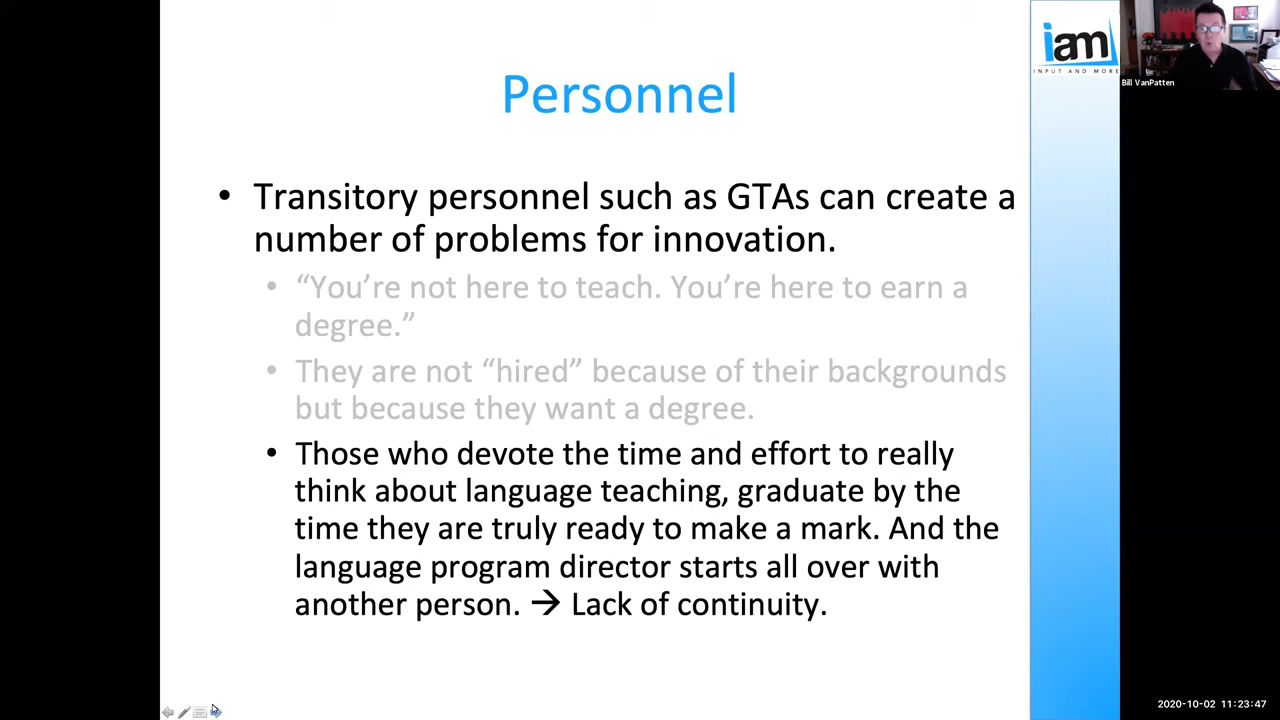 Personnel
• Transitory personnel such as GTAs can create a
number of problems for innovation.
• “You’re not here to teach. You’re here to earn a
degree.”
• They are not “hired” because of their backgrounds
but because they want a degree.
• Those who devote the time and effort to really
think about language teaching, graduate by the
time they are truly ready to make a mark. And the
language program director starts all over with
another person. → Lack of continuity.
iam
INPUT AND MORE
Bill VanPatten
2020-10-02 11:23:47